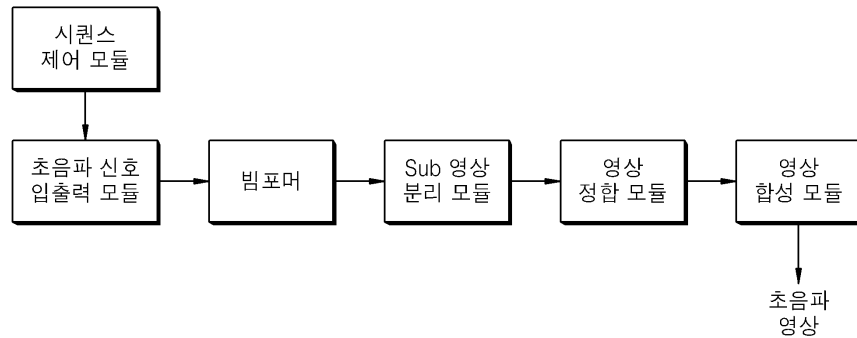 시퀀스
제어 모듈
초음파 신호
입출력 모듈
빔포머
Sub 영상
분리 모듈
영상
정합 모듈
영상
합성 모듈
초음파
영상